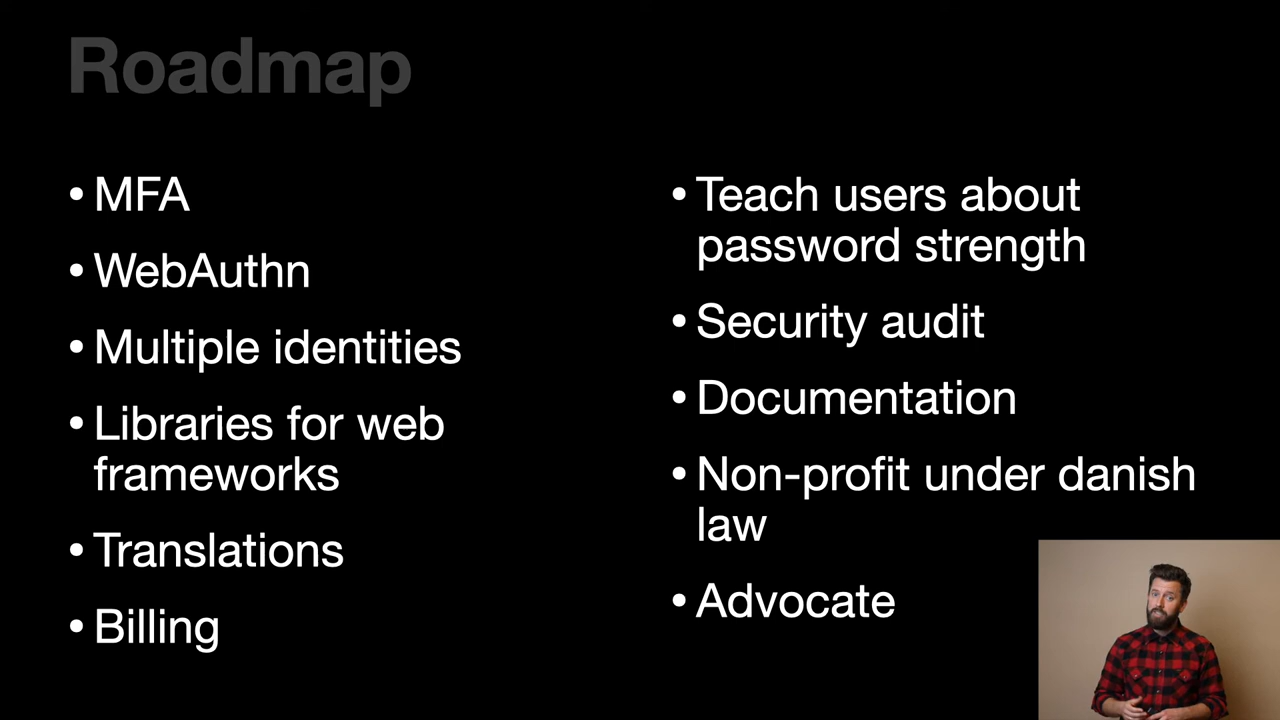 Roadmap
• MFA
• WebAuthn
• Multiple identities
• Libraries for web
frameworks
• Translations
• Billing
• Teach users about
password strength
• Security audit
• Documentation
• Non-profit under danish
law
• Advocate